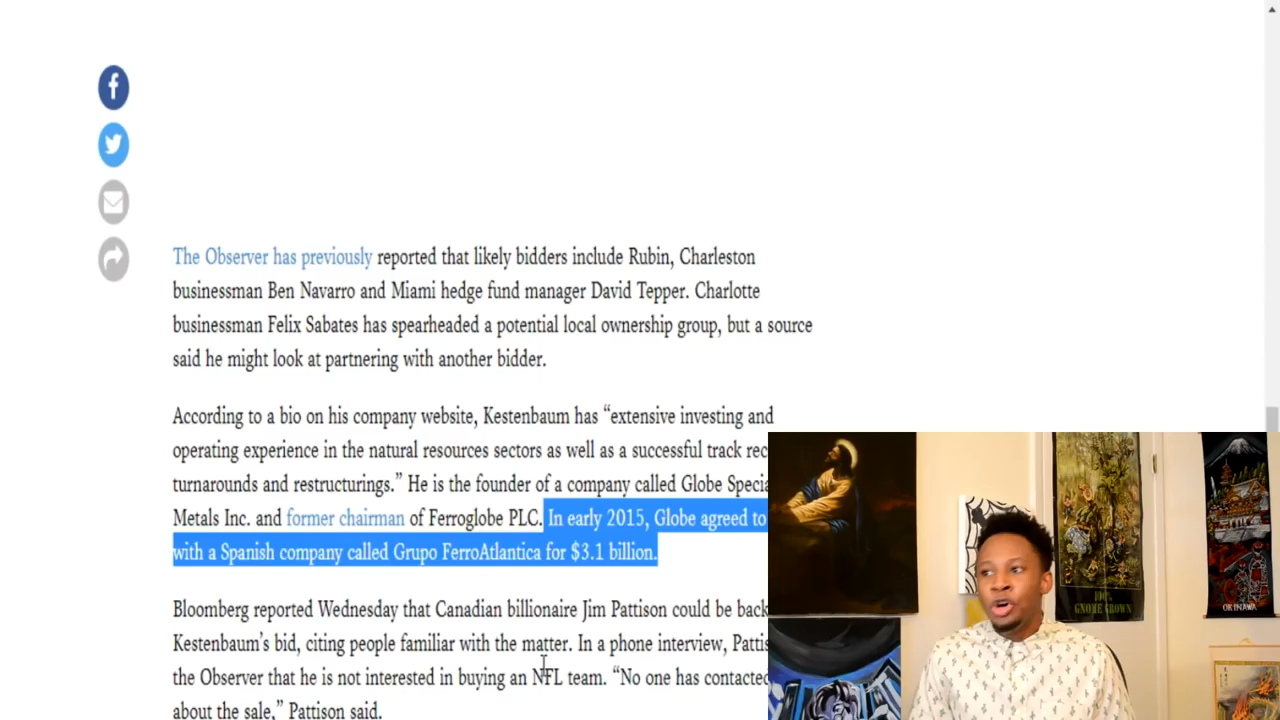 The Observer has previously reported that likely bidders include Rubin, Charleston
businessman Ben Navarro and Miami hedge fund manager David Tepper. Charlotte
businessman Felix Sabates has spearheaded a potential local ownership group, but a source
said he might look at partnering with another bidder.
According to a bio on his company website, Kestenbaum has “extensive investing and
operating experience in the natural resources sectors as well as a successful track rec
turnarounds and restructurings.” He is the founder of a company called Globe Specia
Metals Inc. and former chairman of Ferroglobe PLC. In early 2015, Globe agreed to
with a Spanish company called Grupo FerroAtlantica for $3.1 billion.
Bloomberg reported Wednesday that Canadian billionaire Jim Pattison could be back
Kestenbaum’s bid, citing people familiar with the matter. In a phone interview, Pattis
the Observer that he is not interested in buying an NFL team. “No one has contacted
about the sale,” Pattison said.
100%
GNOME GROWN
OKINAWA